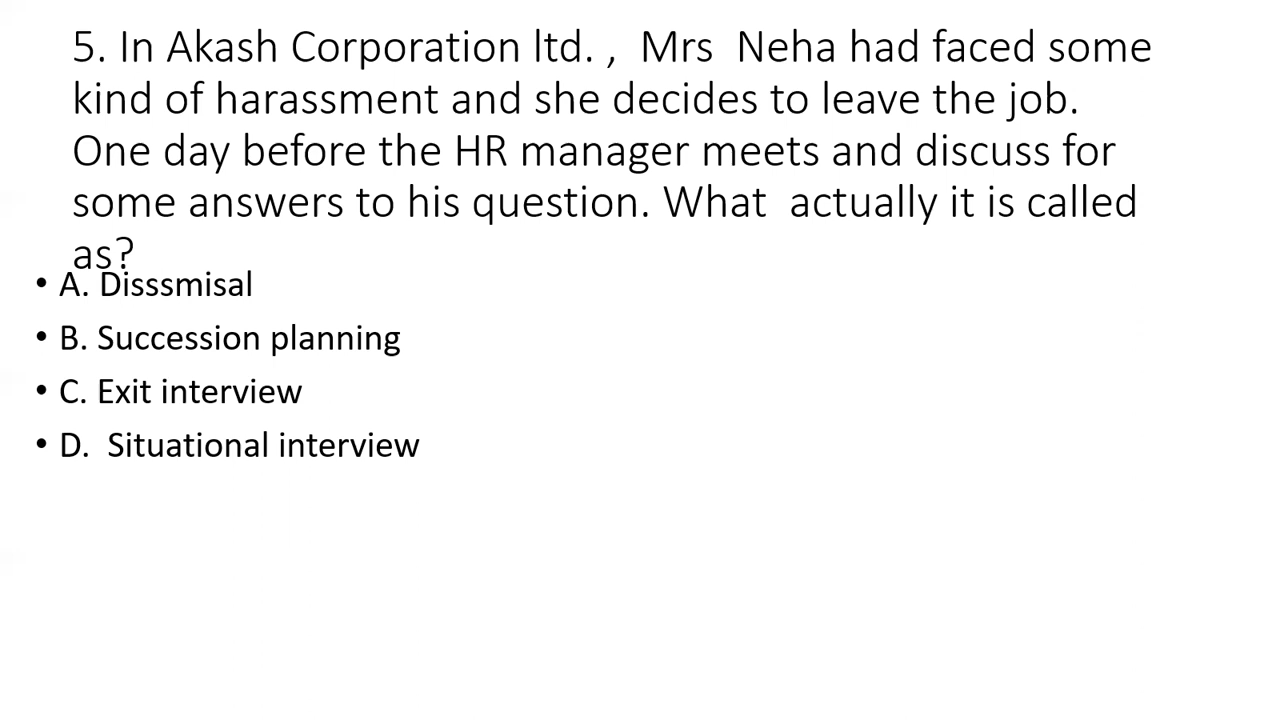 5. In Akash Corporation ltd. ,  Mrs  Neha had faced some
kind of harassment and she decides to leave the job.
One day before the HR manager meets and discuss for
some answers to his question. What  actually it is called
as?
• A. Disssmisal
• B. Succession planning
• C. Exit interview
• D.  Situational interview